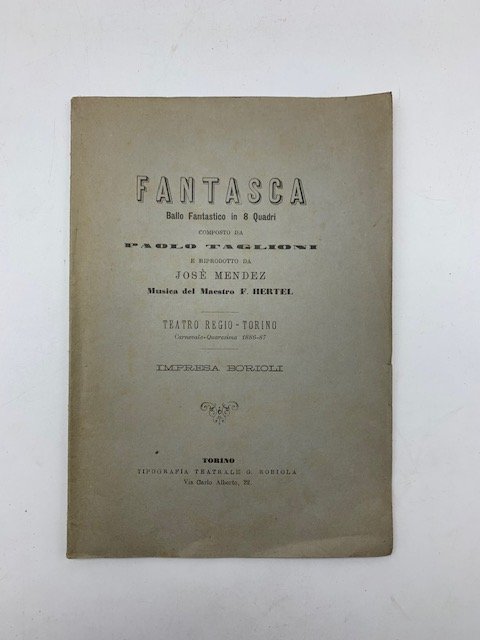 FANTASCA
Ballo Fantastico in 8 Quadri
COMPOSTO DA
PAOLO TAGLIONI
E RIPRODOTTO DA
JOSÈ MENDEZ
Musica del Maestro F. HERTEL
TEATRO REGIO - TORINO
Carnevale-Quaresima 1886-87
IMPRESA BORIOLI
TORINO
TIPOGRAFIA TEATRALE G. ROBIOLA
Via Carlo Alberto, 22.